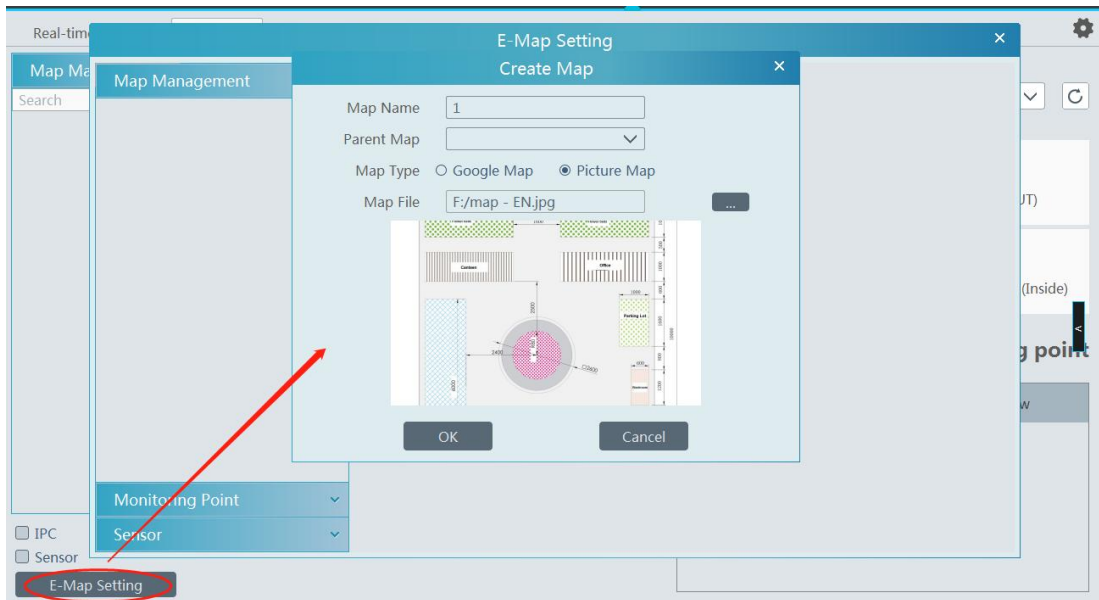 Real-tim
E-Map Setting
Create Map
Map Ma
Map Management
Search
Map Name 1
Parent Map
Map Type Google Map Picture Map
Map File F:/map - EN.jpg ...
UT)
Canteen
Office
(Inside)
Parking Lot
g point
w
OK Cancel
Monitoring Point
IPC
Sensor
Sensor
E-Map Setting